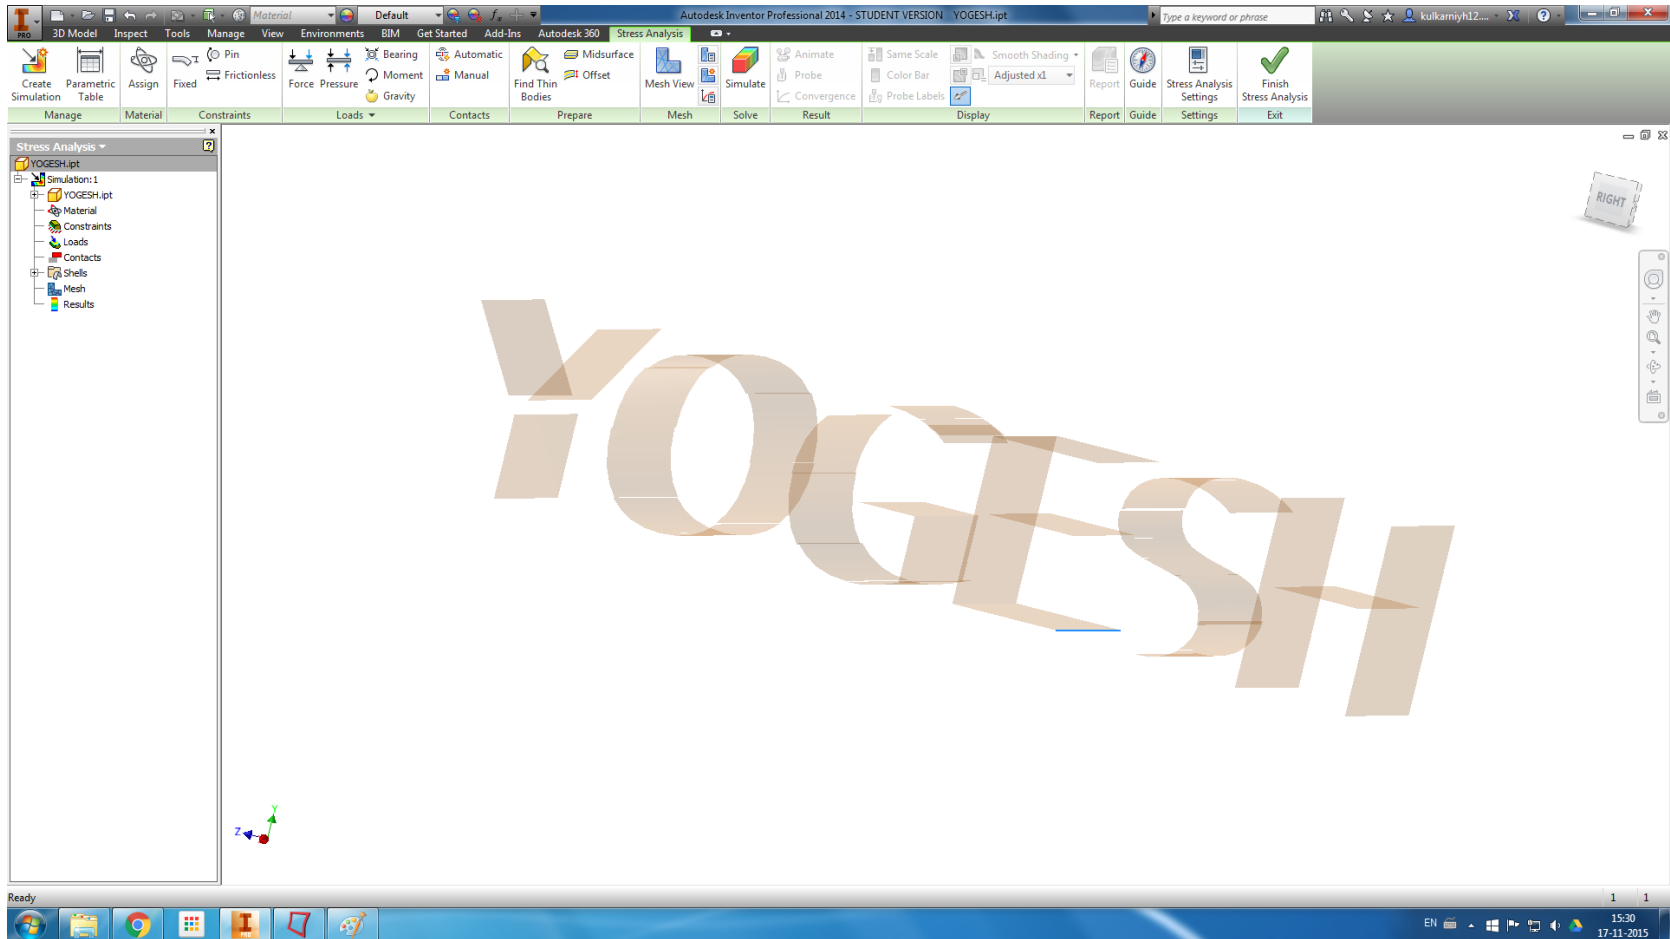 Material
Default
Autodesk Inventor Professional 2014 - STUDENT VERSION YOGESH.ipt
Type a keyword or phrase
kulkarniyh12....
PRO
3D Model Inspect Tools Manage View Environments BIM Get Started Add-Ins Autodesk 360 Stress Analysis
Create Simulation
Parametric Table
Assign
Fixed
Pin
Frictionless
Force
Pressure
Bearing
Moment
Gravity
Automatic
Manual
Find Thin Bodies
Midsurface
Offset
Mesh View
Simulate
Animate
Probe
Convergence
Same Scale
Color Bar
Probe Labels
Smooth Shading
Adjusted x1
Report
Guide
Stress Analysis Settings
Finish Stress Analysis
Manage Material Constraints Loads Contacts Prepare Mesh Solve Result Display Report Guide Settings Exit
Stress Analysis
YOGESH.ipt
Simulation:1
YOGESH.ipt
Material
Constraints
Loads
Contacts
Shells
Mesh
Results
RIGHT
YOGESH
Y
Z
Ready
1 1
PRO
EN
15:30
17-11-2015